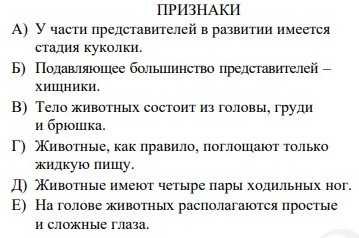 ПРИЗНАКИ
А) У части представителей в развитии имеется
стадия куколки.
Б) Подавляющее большинство представителей –
хищники.
В) Тело животных состоит из головы, груди
и брюшка.
Г) Животные, как правило, поглощают только
жидкую пищу.
Д) Животные имеют четыре пары ходильных ног.
Е) На голове животных располагаются простые
и сложные глаза.